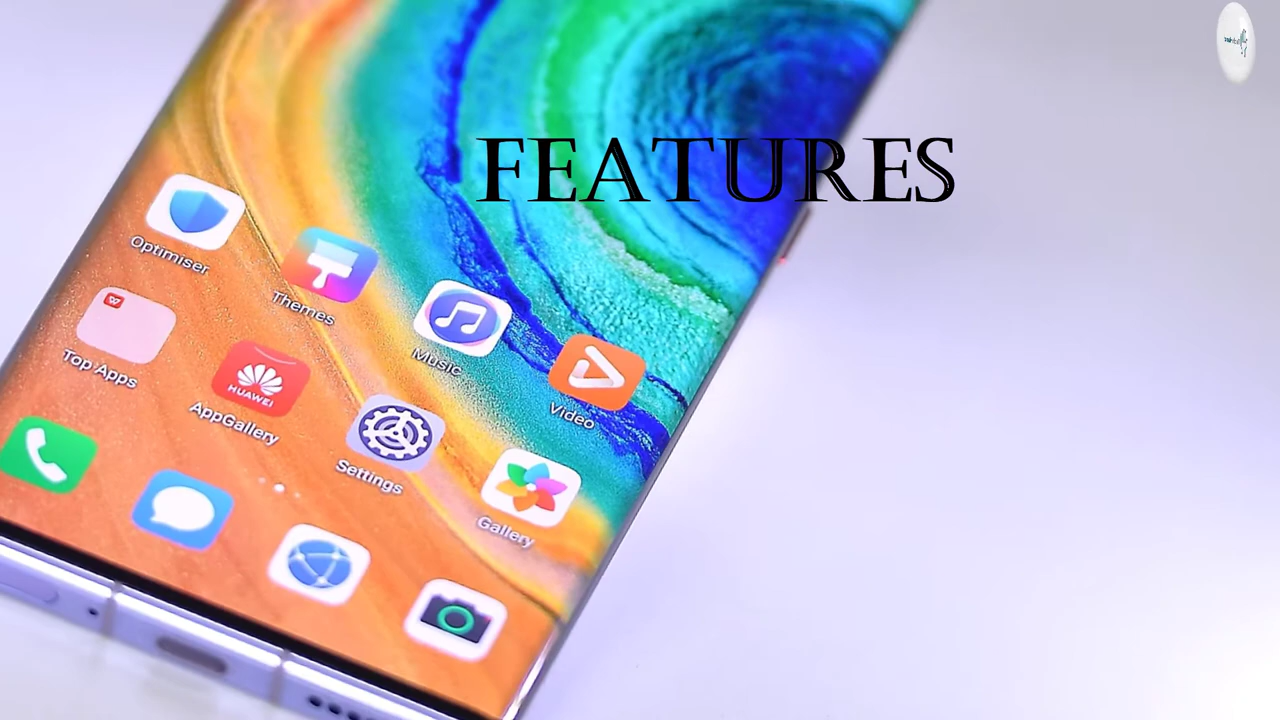 FEATURES
Optimiser
Themes
Music
Video
Top Apps
HUAWEI
AppGallery
Settings
Gallery